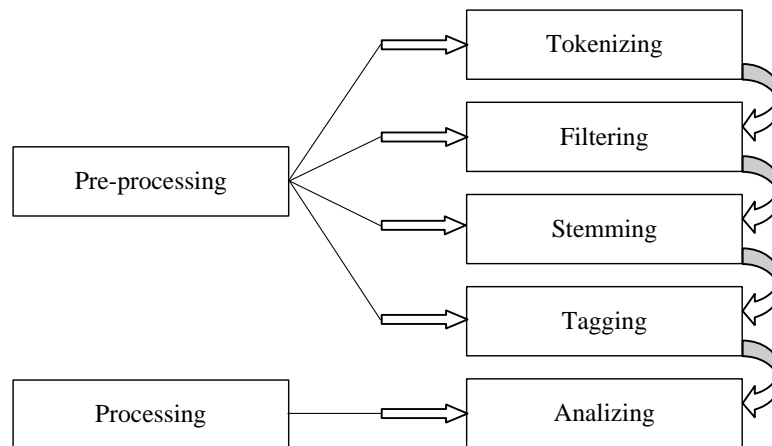 Tokenizing
Filtering
Pre-processing
Stemming
Tagging
Processing
Analizing